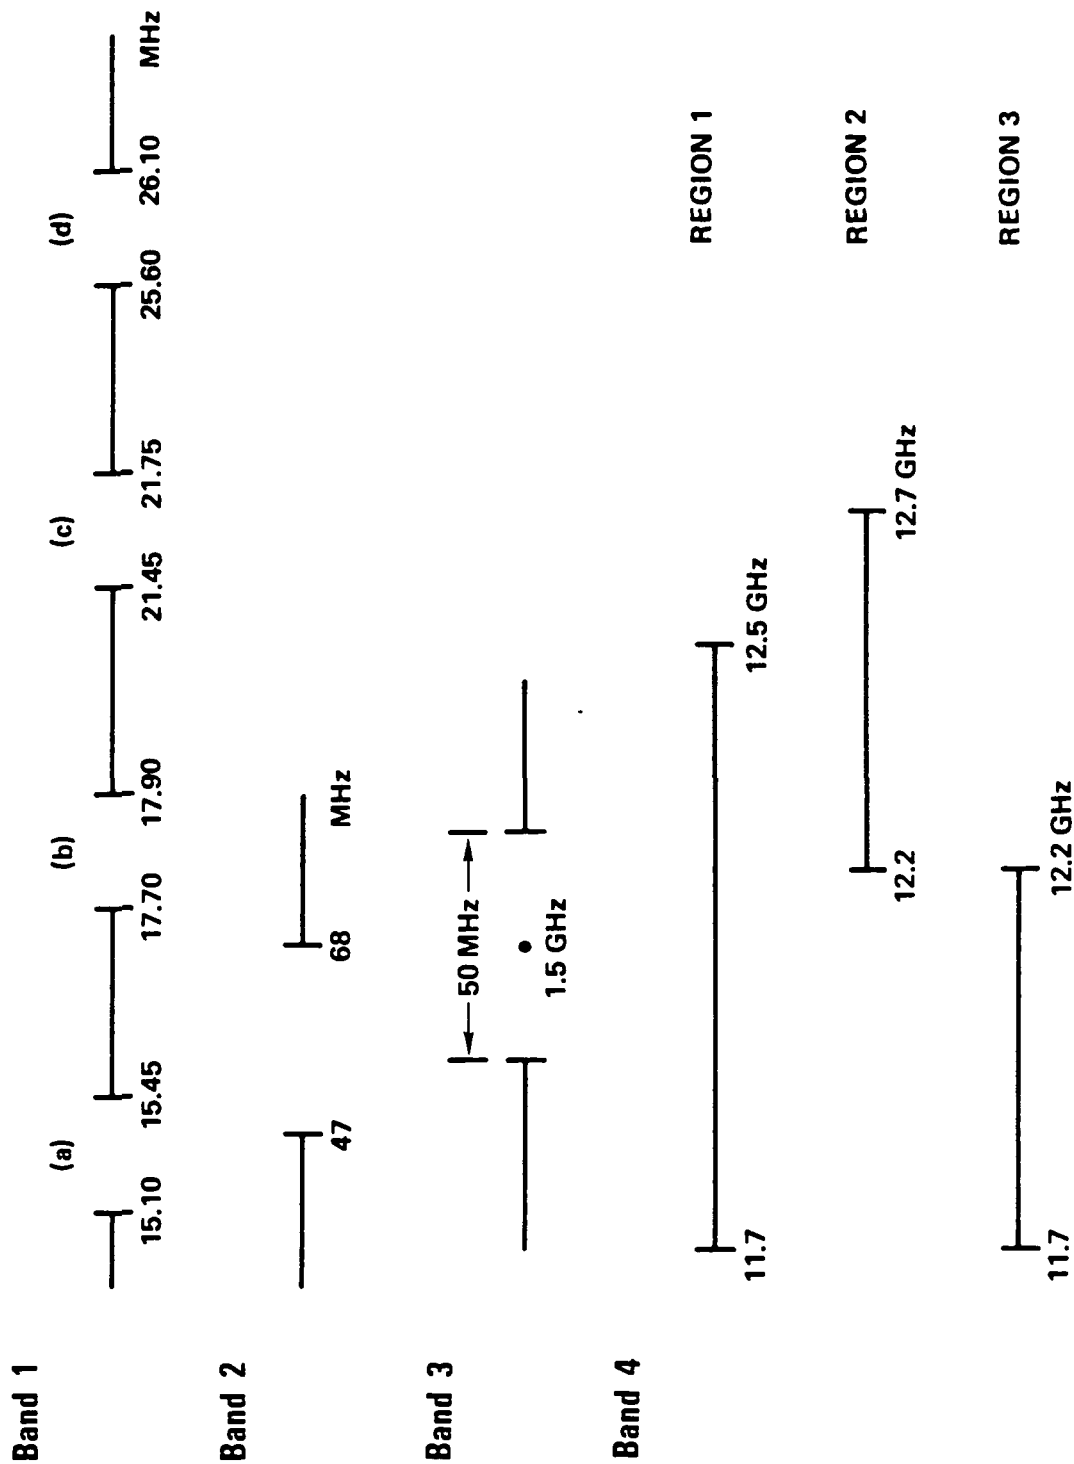 Band 1
(a) (b) (c) (d)
15.10 15.45 17.70 17.90 21.45 21.75 25.60 26.10 MHz
Band 2
47 68 MHz
Band 3
50 MHz
1.5 GHz
Band 4
11.7 12.5 GHz REGION 1
12.2 12.7 GHz REGION 2
11.7 12.2 GHz REGION 3